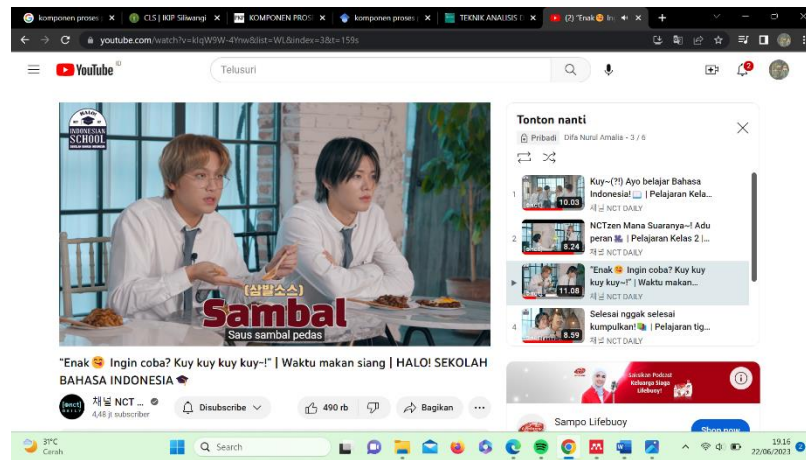 komponen proses
CLS | IKIP Siliwangi
KOMPONEN PROS
komponen proses
TEKNIK ANALISIS
(2) "Enak
youtube.com/watch?v=klqW9W-4Ynw&list=WL&index=3&t=159s
YouTube ID
Telusuri
2
HALO!
INDONESIAN
SCHOOL
(삼발소스)
Sambal
Saus sambal pedas
"Enak 😋 Ingin coba? Kuy kuy kuy kuy~!" | Waktu makan siang | HALO! SEKOLAH
BAHASA INDONESIA 🎓
[nct]
DAILY
채널 NCT ...
4,48 jt subscriber
Disubscribe
490 rb
Bagikan
Tonton nanti
Pribadi Difa Nurul Amalia - 3 / 6
1
10.03
Kuy~(?!) Ayo belajar Bahasa
Indonesia! | Pelajaran Kela...
채널 NCT DAILY
2
8.24
NCTzen Mana Suaranya~! Adu
peran | Pelajaran Kelas 2 |...
채널 NCT DAILY
11.08
"Enak 😋 Ingin coba? Kuy kuy
kuy kuy~!" | Waktu makan...
채널 NCT DAILY
4
8.59
Selesai nggak selesai
kumpulkan! | Pelajaran tig...
채널 NCT DAILY
Saksikan Podcast
Keluarga Siaga
Lifebuoy!
Sampo Lifebuoy
Shop now
31°C
Cerah
Search
19.16
22/06/2023